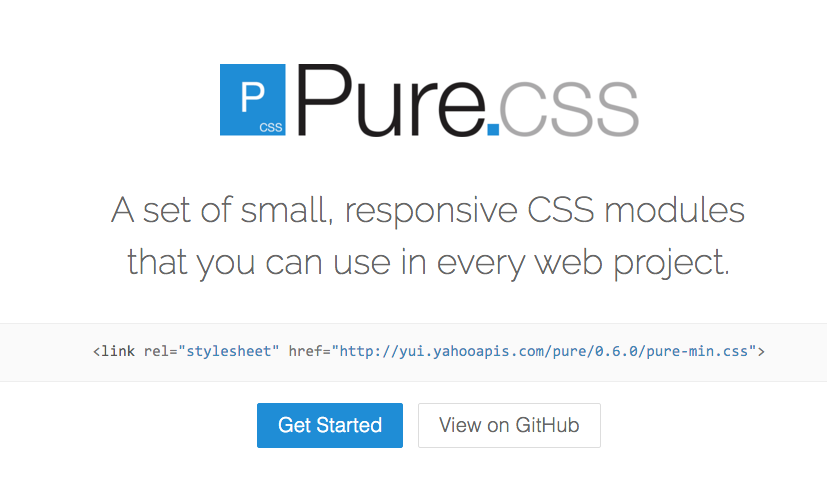 P
css
Pure.css
A set of small, responsive CSS modules
that you can use in every web project.
<link rel="stylesheet" href="http://yui.yahooapis.com/pure/0.6.0/pure-min.css">
Get Started
View on GitHub